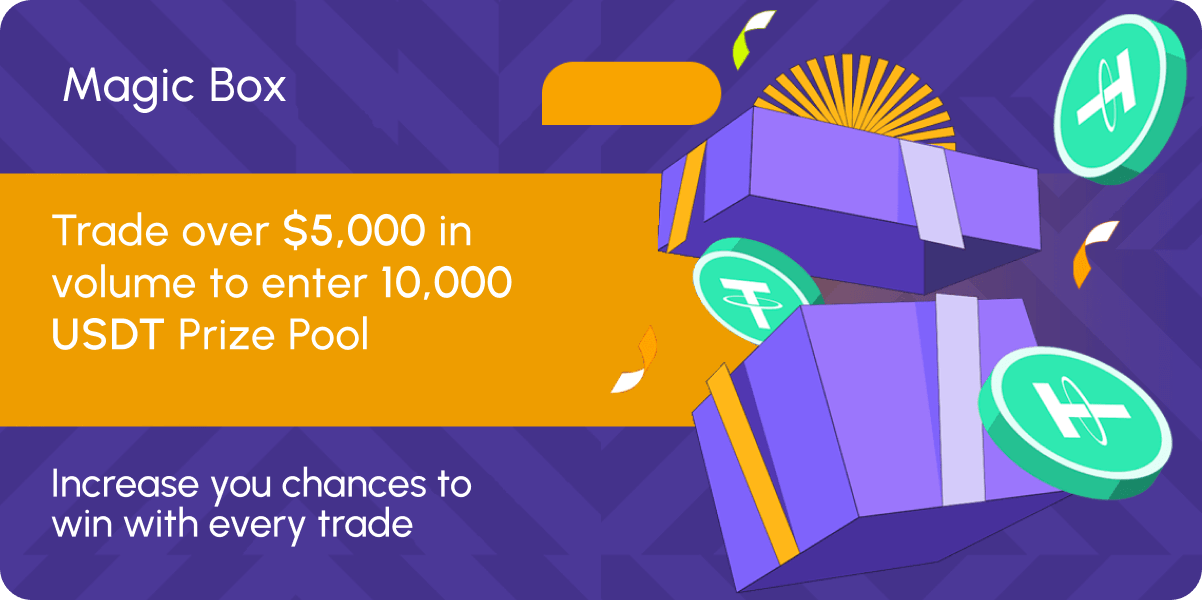 Magic Box
Trade over $5,000 in
volume to enter 10,000
USDT Prize Pool
Increase you chances to
win with every trade